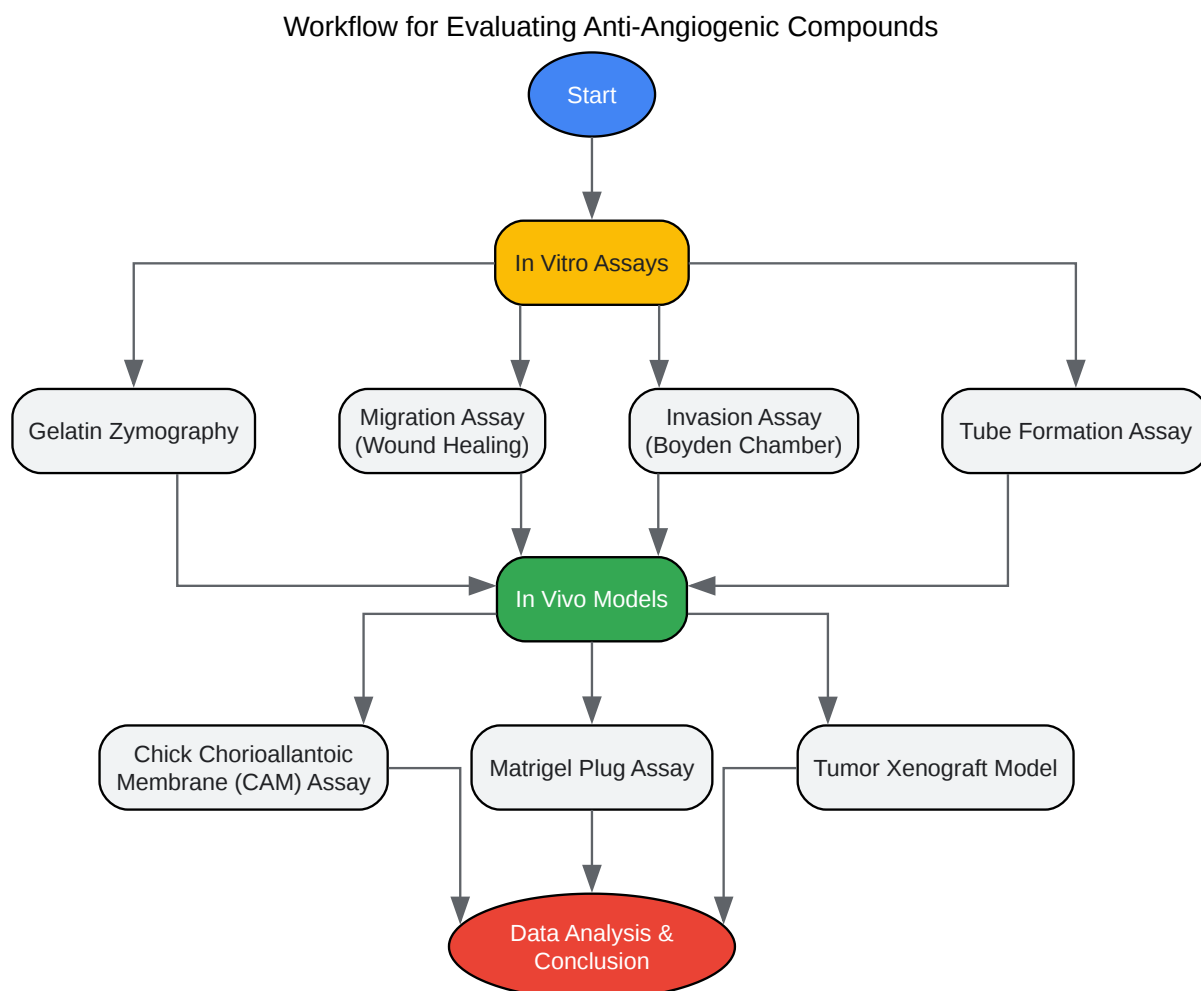 Workflow for Evaluating Anti-Angiogenic Compounds
Start
In Vitro Assays
Gelatin Zymography
Migration Assay
(Wound Healing)
Invasion Assay
(Boyden Chamber)
Tube Formation Assay
In Vivo Models
Chick Chorioallantoic
Membrane (CAM) Assay
Matrigel Plug Assay
Tumor Xenograft Model
Data Analysis &
Conclusion